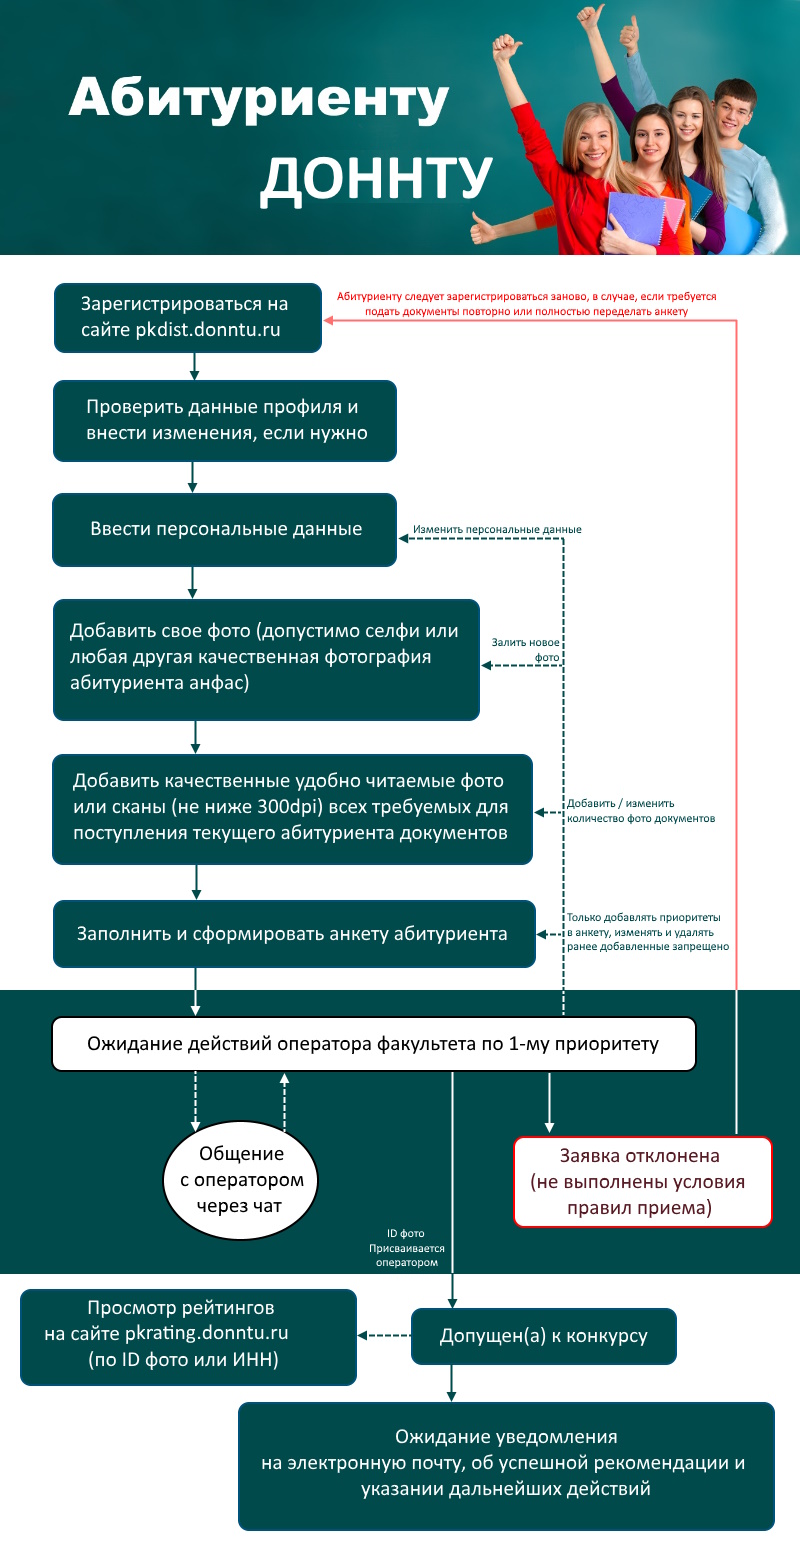 Абитуриенту
ДОННТУ
Зарегистрироваться на
сайте pkdist.donntu.ru
Абитуриенту следует зарегистрироваться заново, в случае, если требуется
подать документы повторно или полностью переделать анкету
Проверить данные профиля и
внести изменения, если нужно
Ввести персональные данные
Изменить персональные данные
Добавить свое фото (допустимо селфи или
любая другая качественная фотография
абитуриента анфас)
Залить новое
фото
Добавить качественные удобно читаемые фото
или сканы (не ниже 300dpi) всех требуемых для
поступления текущего абитуриента документов
Добавить / изменить
количество фото документов
Заполнить и сформировать анкету абитуриента
Только добавлять приоритеты
в анкету, изменять и удалять
ранее добавленные запрещено
Ожидание действий оператора факультета по 1-му приоритету
Общение
с оператором
через чат
Заявка отклонена
(не выполнены условия
правил приема)
ID фото
Присваивается
оператором
Просмотр рейтингов
на сайте pkrating.donntu.ru
(по ID фото или ИНН)
Допущен(а) к конкурсу
Ожидание уведомления
на электронную почту, об успешной рекомендации и
указании дальнейших действий